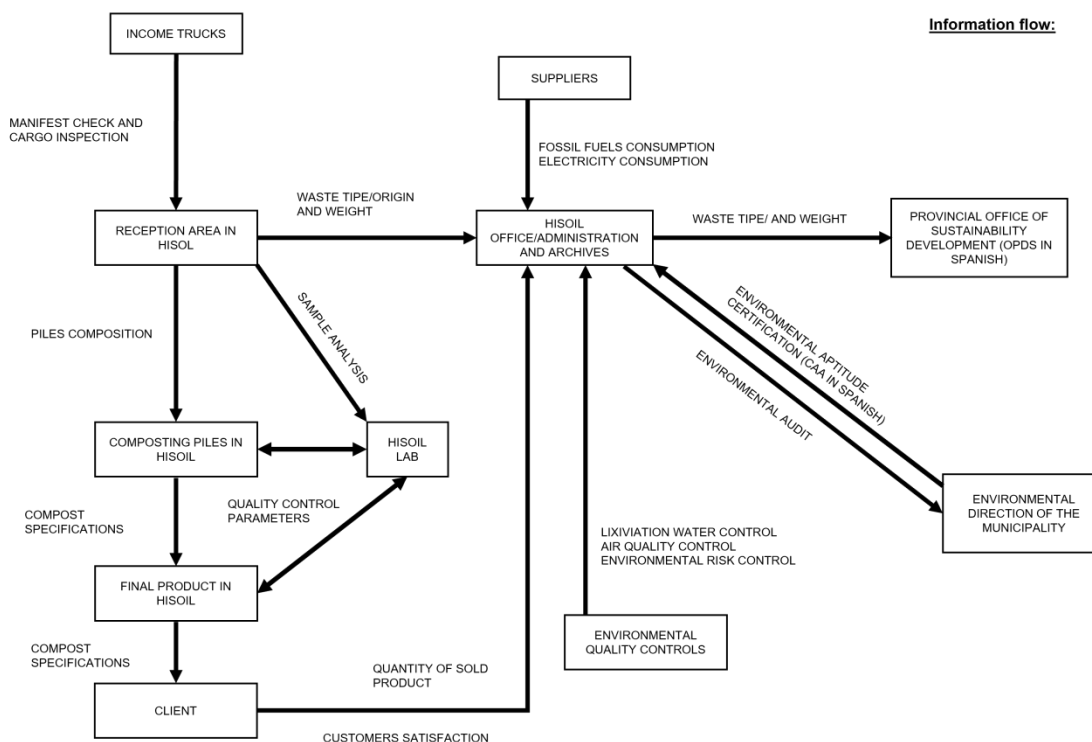 Information flow:
INCOME TRUCKS
SUPPLIERS
MANIFEST CHECK AND
CARGO INSPECTION
FOSSIL FUELS CONSUMPTION
ELECTRICITY CONSUMPTION
WASTE TIPE/ORIGIN
AND WEIGHT
RECEPTION AREA IN
HISOL
HISOIL
OFFICE/ADMINISTRATION
AND ARCHIVES
WASTE TIPE/ AND WEIGHT
PROVINCIAL OFFICE OF
SUSTAINABILITY
DEVELOPMENT (OPDS IN
SPANISH)
PILES COMPOSITION
SAMPLE ANALYSIS
ENVIRONMENTAL APTITUDE
CERTIFICATION (CAA IN SPANISH)
ENVIRONMENTAL AUDIT
COMPOSTING PILES IN
HISOIL
HISOIL
LAB
COMPOST
SPECIFICATIONS
QUALITY CONTROL
PARAMETERS
ENVIRONMENTAL
DIRECTION OF THE
MUNICIPALITY
LIXIVIATION WATER CONTROL
AIR QUALITY CONTROL
ENVIRONMENTAL RISK CONTROL
FINAL PRODUCT IN
HISOIL
ENVIRONMENTAL
QUALITY CONTROLS
COMPOST
SPECIFICATIONS
QUANTITY OF SOLD
PRODUCT
CLIENT
CUSTOMERS SATISFACTION